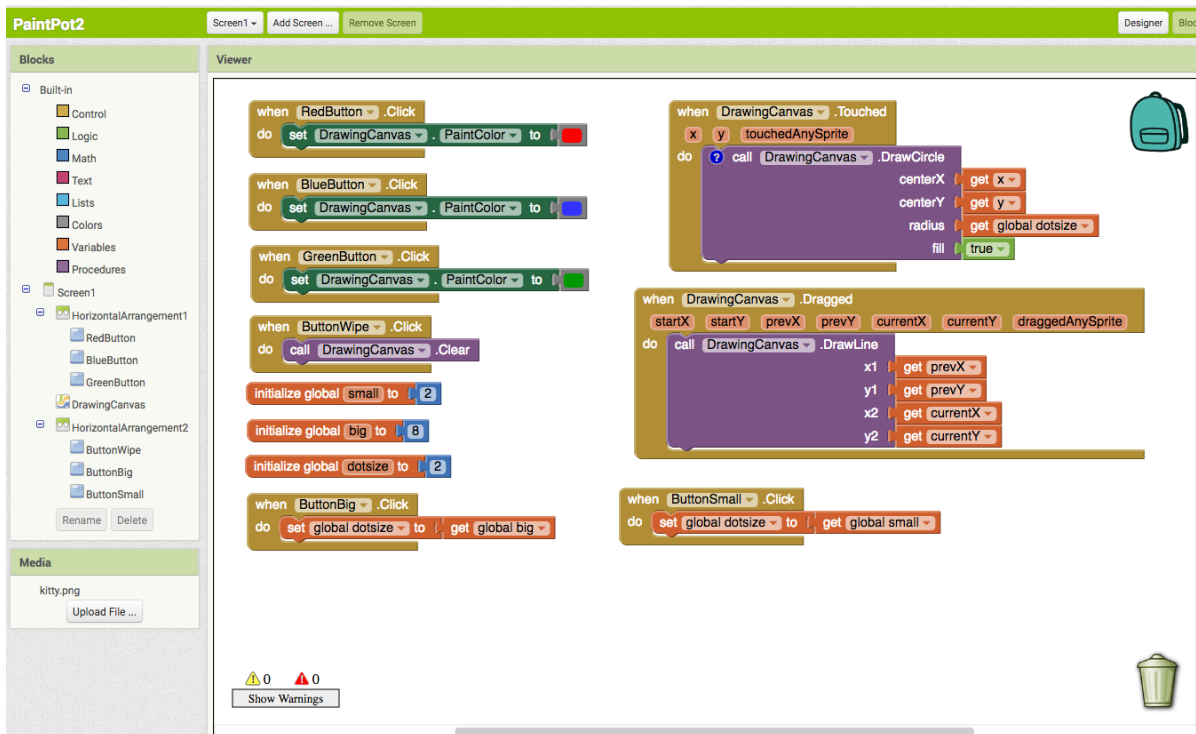 PaintPot2
Screen1
Add Screen ...
Remove Screen
Designer
Bloc
Blocks
Viewer
Built-in
Control
Logic
Math
Text
Lists
Colors
Variables
Procedures
Screen1
HorizontalArrangement1
RedButton
BlueButton
GreenButton
DrawingCanvas
HorizontalArrangement2
ButtonWipe
ButtonBig
ButtonSmall
Rename Delete
Media
kitty.png
Upload File ...
when RedButton .Click
do set DrawingCanvas . PaintColor to
when BlueButton .Click
do set DrawingCanvas . PaintColor to
when GreenButton .Click
do set DrawingCanvas . PaintColor to
when ButtonWipe .Click
do call DrawingCanvas .Clear
initialize global small to 2
initialize global big to 8
initialize global dotsize to 2
when ButtonBig .Click
do set global dotsize to get global big
when DrawingCanvas .Touched
x y touchedAnySprite
do ? call DrawingCanvas .DrawCircle
centerX get x
centerY get y
radius get global dotsize
fill true
when DrawingCanvas .Dragged
startX startY prevX prevY currentX currentY draggedAnySprite
do call DrawingCanvas .DrawLine
x1 get prevX
y1 get prevY
x2 get currentX
y2 get currentY
when ButtonSmall .Click
do set global dotsize to get global small
0 0
Show Warnings